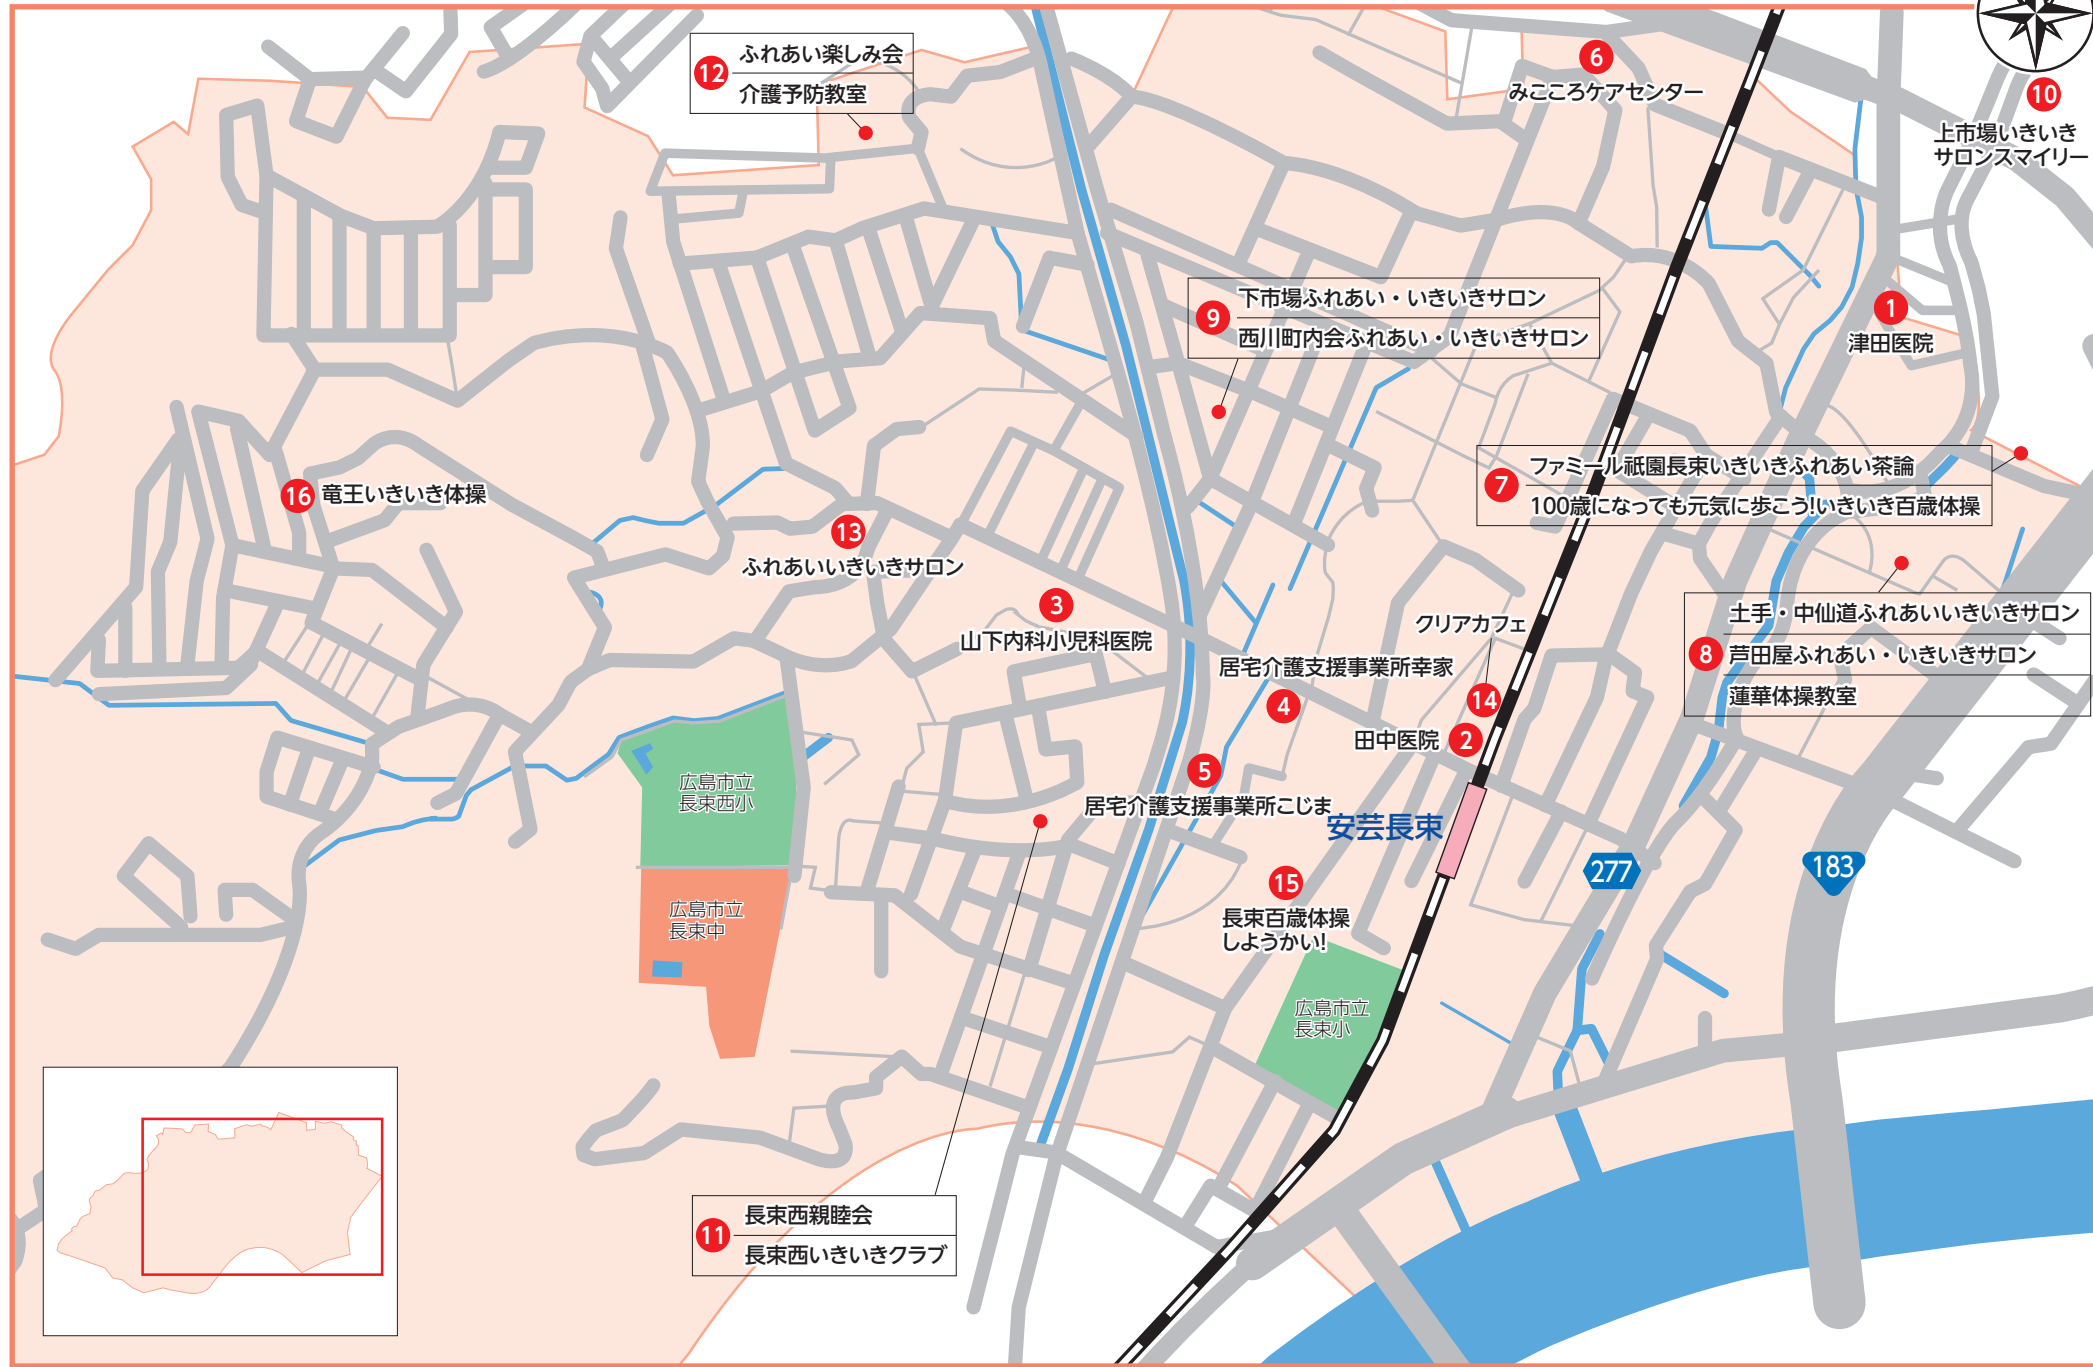 12
ふれあい楽しみ会
介護予防教室
6
みこころケアセンター
10
上市場いきいき
サロンスマイリー
9
下市場ふれあい・いきいきサロン
西川町内会ふれあい・いきいきサロン
1
津田医院
7
ファミール祇園長束いきいきふれあい茶論
100歳になっても元気に歩こう!いきいき百歳体操
16
竜王いきいき体操
13
ふれあいいきいきサロン
3
山下内科小児科医院
クリアカフェ
14
8
土手・中仙道ふれあいいきいきサロン
芦田屋ふれあい・いきいきサロン
蓮華体操教室
居宅介護支援事業所幸家
4
田中医院
2
5
居宅介護支援事業所こじま
安芸長束
広島市立
長束西小
277
183
15
長束百歳体操
しようかい!
広島市立
長束中
広島市立
長束小
11
長束西親睦会
長束西いきいきクラブ